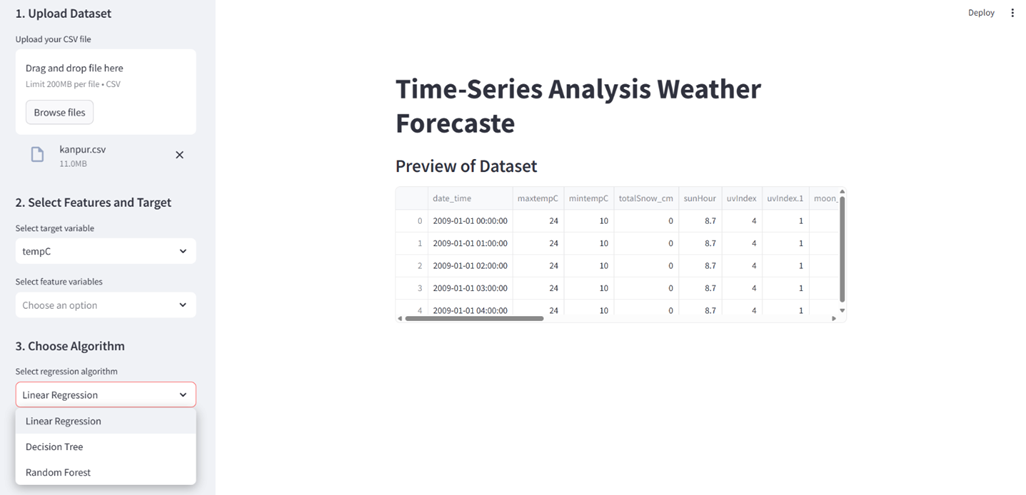 1. Upload Dataset
Upload your CSV file
Drag and drop file here
Limit 200MB per file • CSV
Browse files
kanpur.csv
11.0MB
2. Select Features and Target
Select target variable
tempC
Select feature variables
Choose an option
3. Choose Algorithm
Select regression algorithm
Linear Regression
Linear Regression
Decision Tree
Random Forest
Deploy
Time-Series Analysis Weather
Forecaste
Preview of Dataset
date_time maxtempC mintempC totalSnow_cm sunHour uvIndex uvIndex.1 moon_
0 2009-01-01 00:00:00 24 10 0 8.7 4 1
1 2009-01-01 01:00:00 24 10 0 8.7 4 1
2 2009-01-01 02:00:00 24 10 0 8.7 4 1
3 2009-01-01 03:00:00 24 10 0 8.7 4 1
4 2009-01-01 04:00:00 24 10 0 8.7 4 1